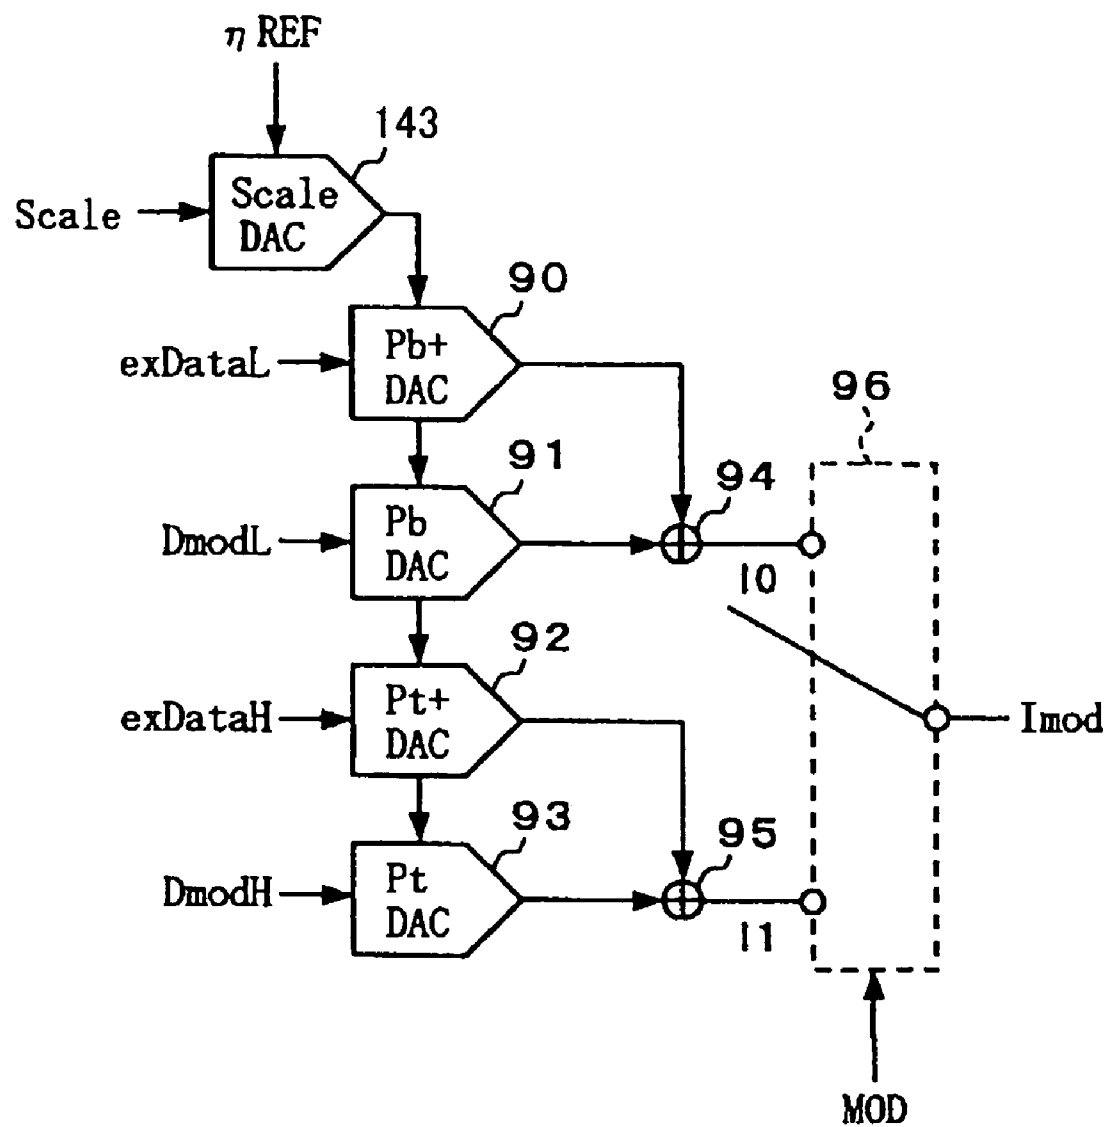 η REF
143
Scale
Scale
DAC
90
exDataL
Pb+
DAC
96
91
94
DmodL
Pb
DAC
I0
92
exDataH
Pt+
DAC
Imod
93
95
DmodH
Pt
DAC
I1
MOD